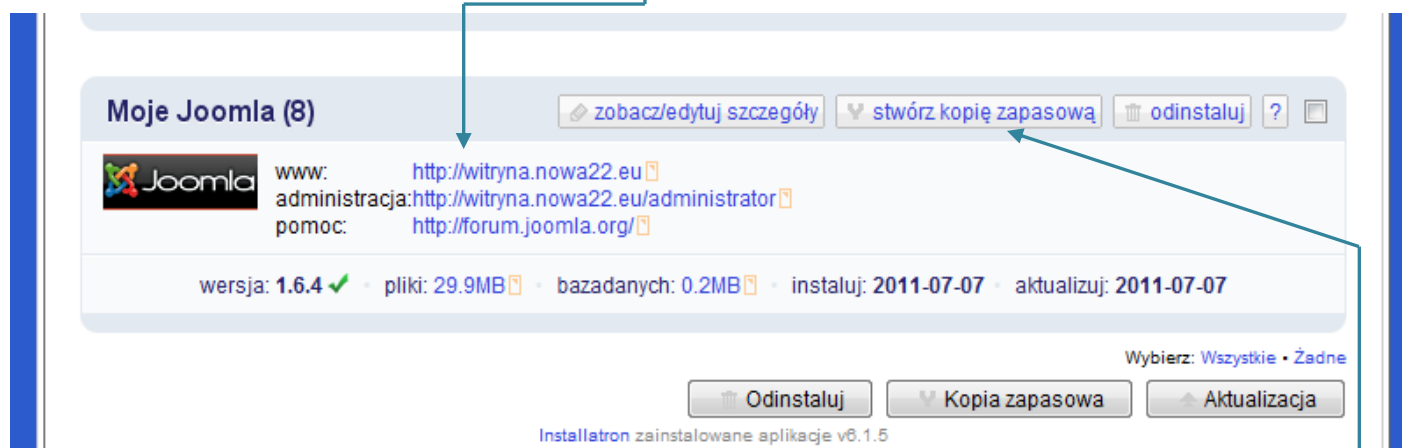 Moje Joomla (8) zobacz/edytuj szczegóły stwórz kopię zapasową odinstaluj ?
Joomla
www: http://witryna.nowa22.eu
administracja:http://witryna.nowa22.eu/administrator
pomoc: http://forum.joomla.org/
wersja: 1.6.4 ✔ • pliki: 29.9MB • bazadanych: 0.2MB • instaluj: 2011-07-07 • aktualizuj: 2011-07-07
Wybierz: Wszystkie • Żadne
Odinstaluj Kopia zapasowa Aktualizacja
Installatron zainstalowane aplikacje v6.1.5